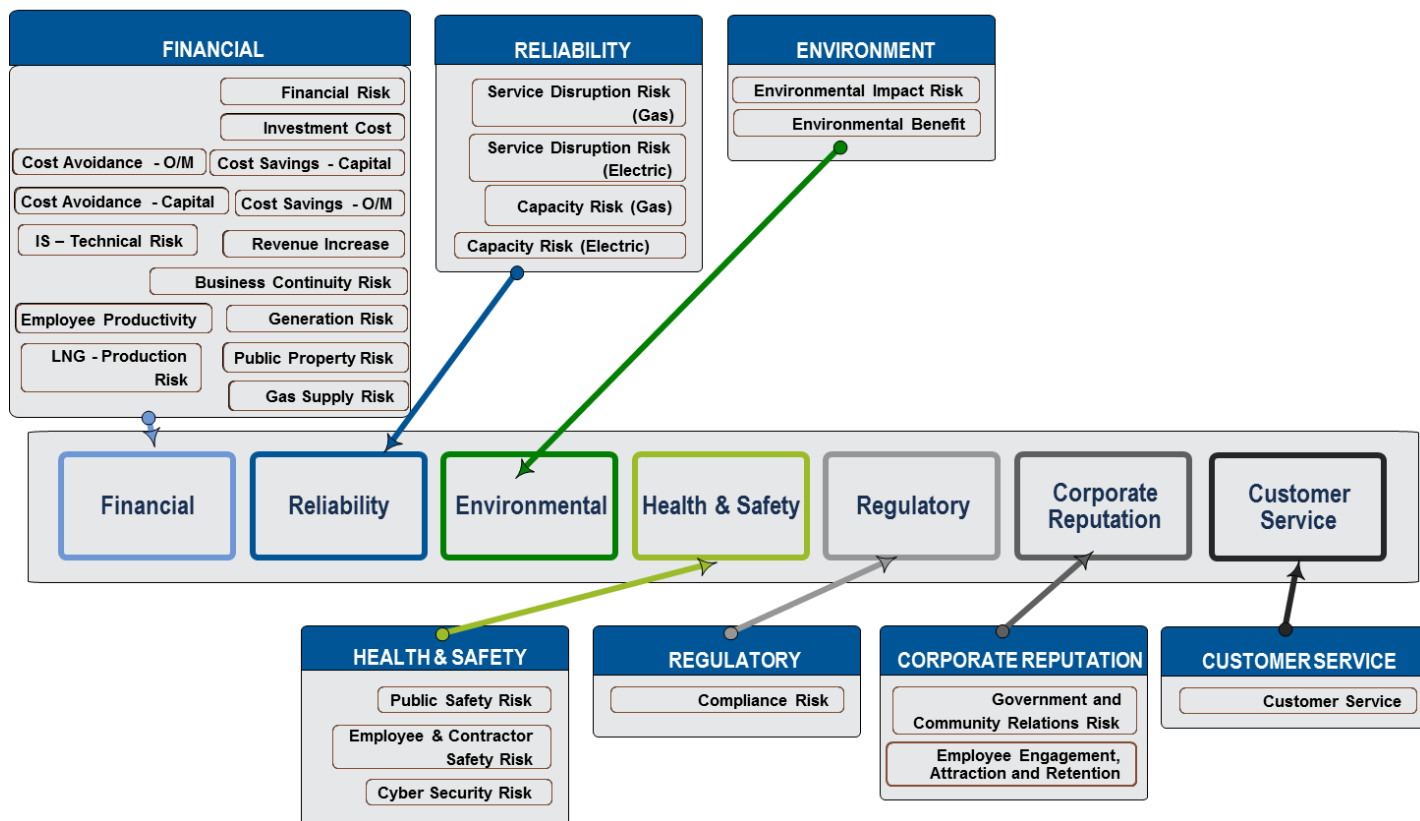 FINANCIAL
Financial Risk
Investment Cost
Cost Avoidance - O/M
Cost Savings - Capital
Cost Avoidance - Capital
Cost Savings - O/M
IS – Technical Risk
Revenue Increase
Business Continuity Risk
Employee Productivity
Generation Risk
LNG - Production
Risk
Public Property Risk
Gas Supply Risk
RELIABILITY
Service Disruption Risk
(Gas)
Service Disruption Risk
(Electric)
Capacity Risk (Gas)
Capacity Risk (Electric)
ENVIRONMENT
Environmental Impact Risk
Environmental Benefit
Financial
Reliability
Environmental
Health & Safety
Regulatory
Corporate
Reputation
Customer
Service
HEALTH & SAFETY
Public Safety Risk
Employee & Contractor
Safety Risk
Cyber Security Risk
REGULATORY
Compliance Risk
CORPORATE REPUTATION
Government and
Community Relations Risk
Employee Engagement,
Attraction and Retention
CUSTOMER SERVICE
Customer Service